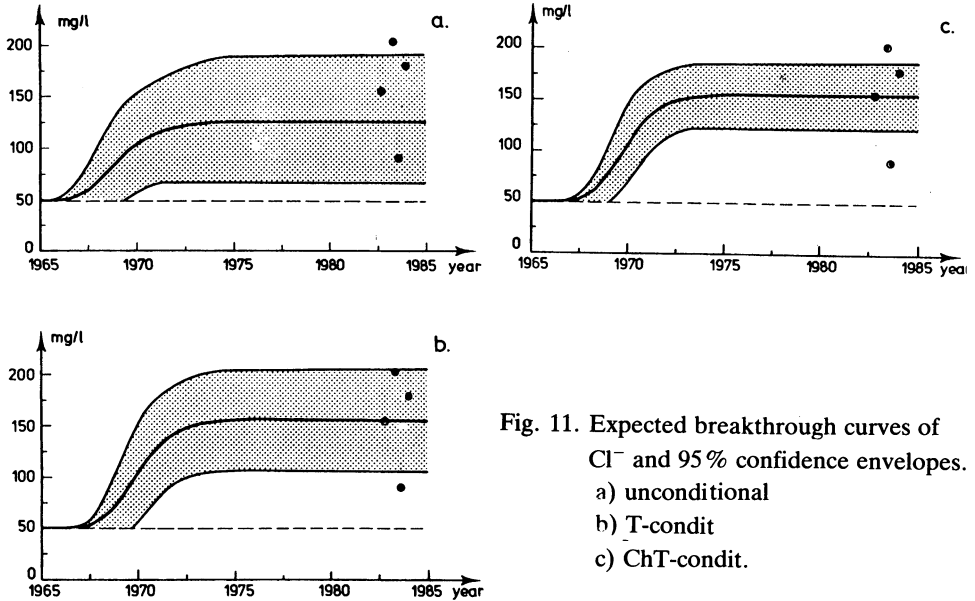 mg/l
a.
200
150
100
50
0
1965 1970 1975 1980 1985 year
mg/l
c.
200
150
100
50
0
1965 1970 1975 1980 1985 year
mg/l
b.
200
150
100
50
0
1965 1970 1975 1980 1985 year
Fig. 11. Expected breakthrough curves of
Cl⁻ and 95% confidence envelopes.
a) unconditional
b) T-condit
c) ChT-condit.